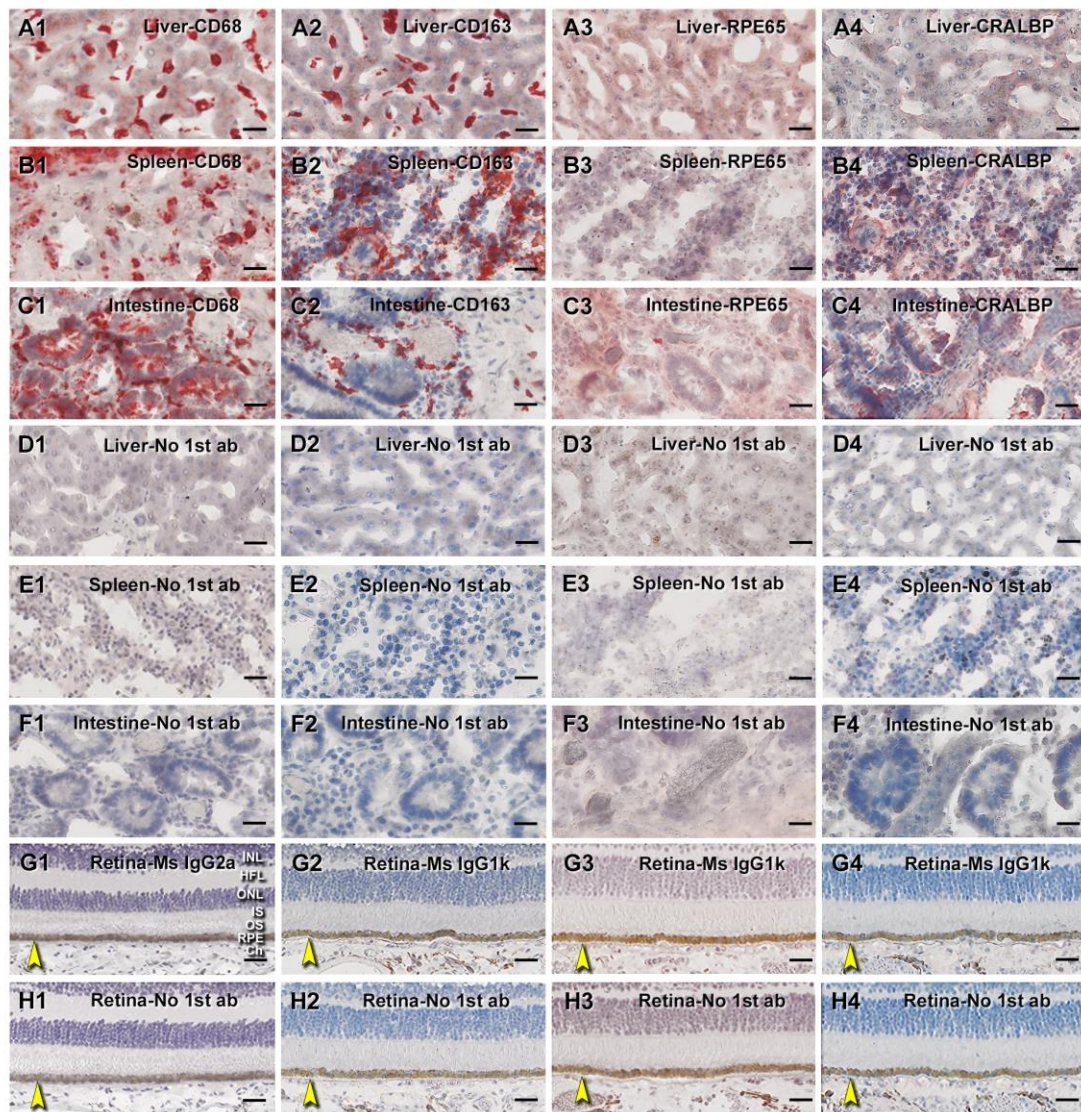 A1 Liver-CD68
A2 Liver-CD163
A3 Liver-RPE65
A4 Liver-CRALBP
B1 Spleen-CD68
B2 Spleen-CD163
B3 Spleen-RPE65
B4 Spleen-CRALBP
C1 Intestine-CD68
C2 Intestine-CD163
C3 Intestine-RPE65
C4 Intestine-CRALBP
D1 Liver-No 1st ab
D2 Liver-No 1st ab
D3 Liver-No 1st ab
D4 Liver-No 1st ab
E1 Spleen-No 1st ab
E2 Spleen-No 1st ab
E3 Spleen-No 1st ab
E4 Spleen-No 1st ab
F1 Intestine-No 1st ab
F2 Intestine-No 1st ab
F3 Intestine-No 1st ab
F4 Intestine-No 1st ab
G1 Retina-Ms IgG2a
INL
HFL
ONL
IS
OS
RPE
Ch
G2 Retina-Ms IgG1k
G3 Retina-Ms IgG1k
G4 Retina-Ms IgG1k
H1 Retina-No 1st ab
H2 Retina-No 1st ab
H3 Retina-No 1st ab
H4 Retina-No 1st ab